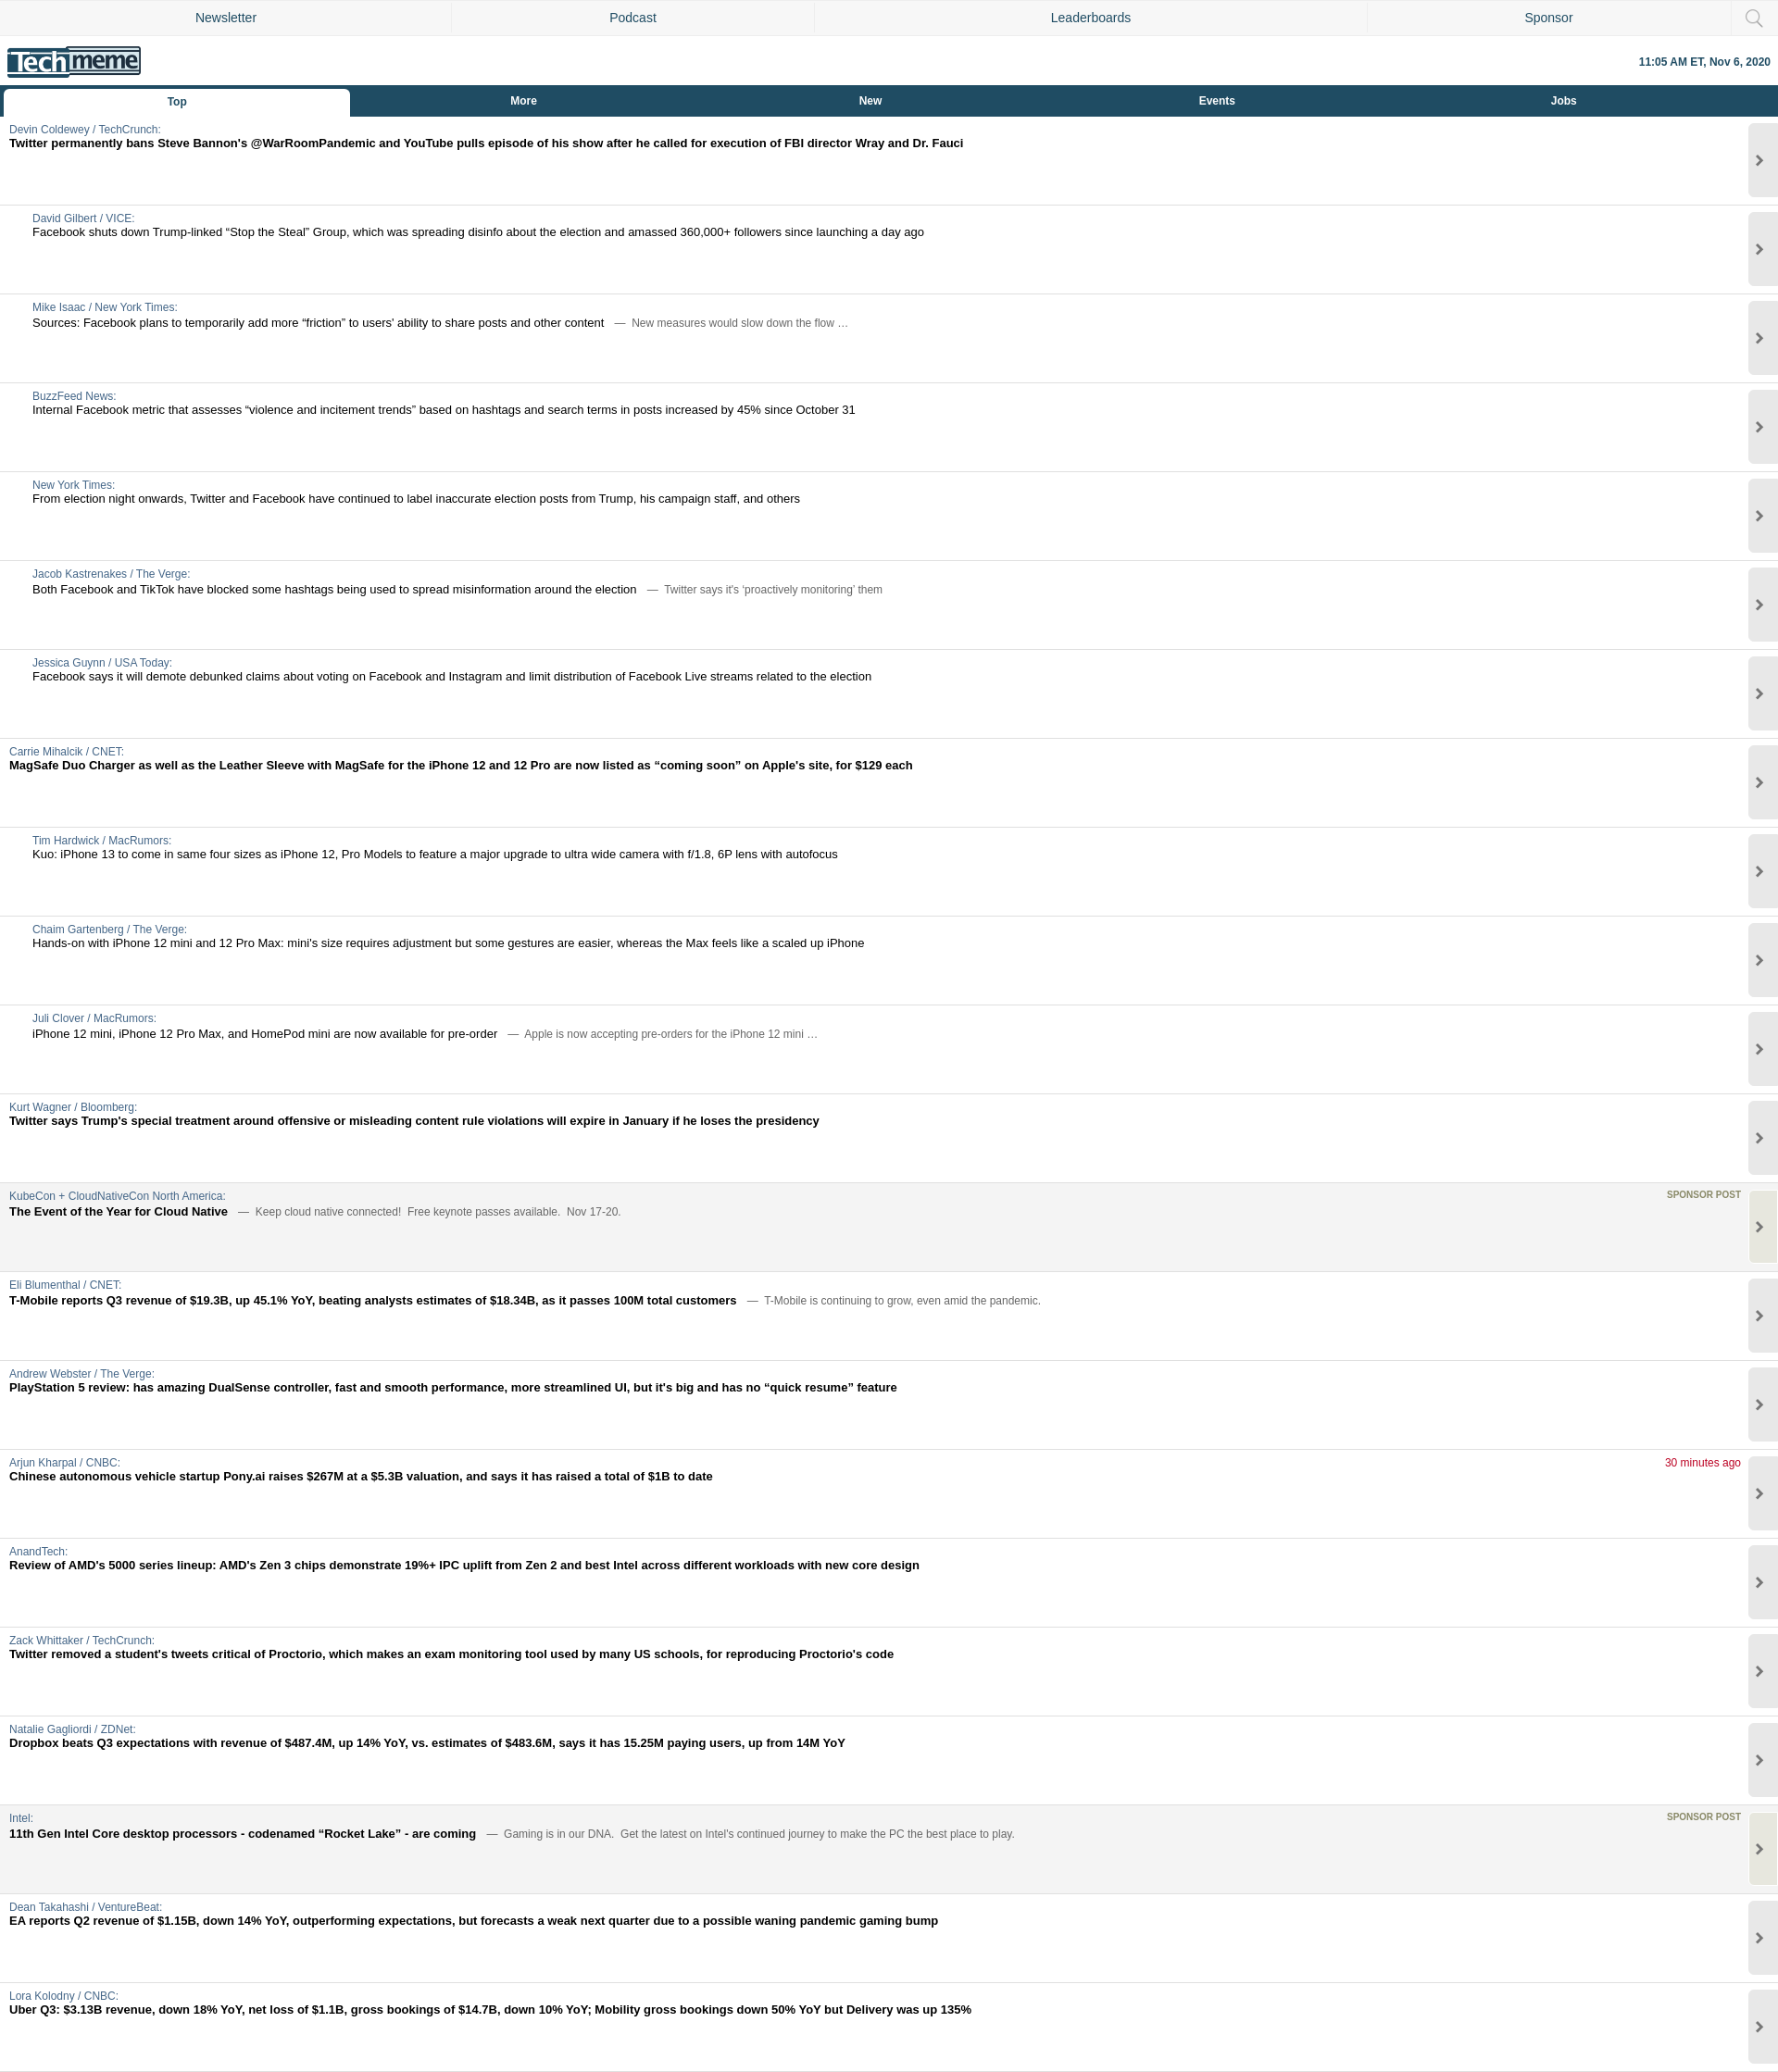 Newsletter
Podcast
Leaderboards
Sponsor
Techmeme
11:05 AM ET, Nov 6, 2020
Top
More
New
Events
Jobs
Devin Coldewey / TechCrunch:
Twitter permanently bans Steve Bannon's @WarRoomPandemic and YouTube pulls episode of his show after he called for execution of FBI director Wray and Dr. Fauci
David Gilbert / VICE:
Facebook shuts down Trump-linked “Stop the Steal” Group, which was spreading disinfo about the election and amassed 360,000+ followers since launching a day ago
Mike Isaac / New York Times:
Sources: Facebook plans to temporarily add more “friction” to users' ability to share posts and other content — New measures would slow down the flow …
BuzzFeed News:
Internal Facebook metric that assesses “violence and incitement trends” based on hashtags and search terms in posts increased by 45% since October 31
New York Times:
From election night onwards, Twitter and Facebook have continued to label inaccurate election posts from Trump, his campaign staff, and others
Jacob Kastrenakes / The Verge:
Both Facebook and TikTok have blocked some hashtags being used to spread misinformation around the election — Twitter says it's ‘proactively monitoring’ them
Jessica Guynn / USA Today:
Facebook says it will demote debunked claims about voting on Facebook and Instagram and limit distribution of Facebook Live streams related to the election
Carrie Mihalcik / CNET:
MagSafe Duo Charger as well as the Leather Sleeve with MagSafe for the iPhone 12 and 12 Pro are now listed as “coming soon” on Apple's site, for $129 each
Tim Hardwick / MacRumors:
Kuo: iPhone 13 to come in same four sizes as iPhone 12, Pro Models to feature a major upgrade to ultra wide camera with f/1.8, 6P lens with autofocus
Chaim Gartenberg / The Verge:
Hands-on with iPhone 12 mini and 12 Pro Max: mini's size requires adjustment but some gestures are easier, whereas the Max feels like a scaled up iPhone
Juli Clover / MacRumors:
iPhone 12 mini, iPhone 12 Pro Max, and HomePod mini are now available for pre-order — Apple is now accepting pre-orders for the iPhone 12 mini …
Kurt Wagner / Bloomberg:
Twitter says Trump's special treatment around offensive or misleading content rule violations will expire in January if he loses the presidency
KubeCon + CloudNativeCon North America:
SPONSOR POST
The Event of the Year for Cloud Native — Keep cloud native connected! Free keynote passes available. Nov 17-20.
Eli Blumenthal / CNET:
T-Mobile reports Q3 revenue of $19.3B, up 45.1% YoY, beating analysts estimates of $18.34B, as it passes 100M total customers — T-Mobile is continuing to grow, even amid the pandemic.
Andrew Webster / The Verge:
PlayStation 5 review: has amazing DualSense controller, fast and smooth performance, more streamlined UI, but it's big and has no “quick resume” feature
Arjun Kharpal / CNBC:
30 minutes ago
Chinese autonomous vehicle startup Pony.ai raises $267M at a $5.3B valuation, and says it has raised a total of $1B to date
AnandTech:
Review of AMD's 5000 series lineup: AMD's Zen 3 chips demonstrate 19%+ IPC uplift from Zen 2 and best Intel across different workloads with new core design
Zack Whittaker / TechCrunch:
Twitter removed a student's tweets critical of Proctorio, which makes an exam monitoring tool used by many US schools, for reproducing Proctorio's code
Natalie Gagliordi / ZDNet:
Dropbox beats Q3 expectations with revenue of $487.4M, up 14% YoY, vs. estimates of $483.6M, says it has 15.25M paying users, up from 14M YoY
Intel:
SPONSOR POST
11th Gen Intel Core desktop processors - codenamed “Rocket Lake” - are coming — Gaming is in our DNA. Get the latest on Intel's continued journey to make the PC the best place to play.
Dean Takahashi / VentureBeat:
EA reports Q2 revenue of $1.15B, down 14% YoY, outperforming expectations, but forecasts a weak next quarter due to a possible waning pandemic gaming bump
Lora Kolodny / CNBC:
Uber Q3: $3.13B revenue, down 18% YoY, net loss of $1.1B, gross bookings of $14.7B, down 10% YoY; Mobility gross bookings down 50% YoY but Delivery was up 135%